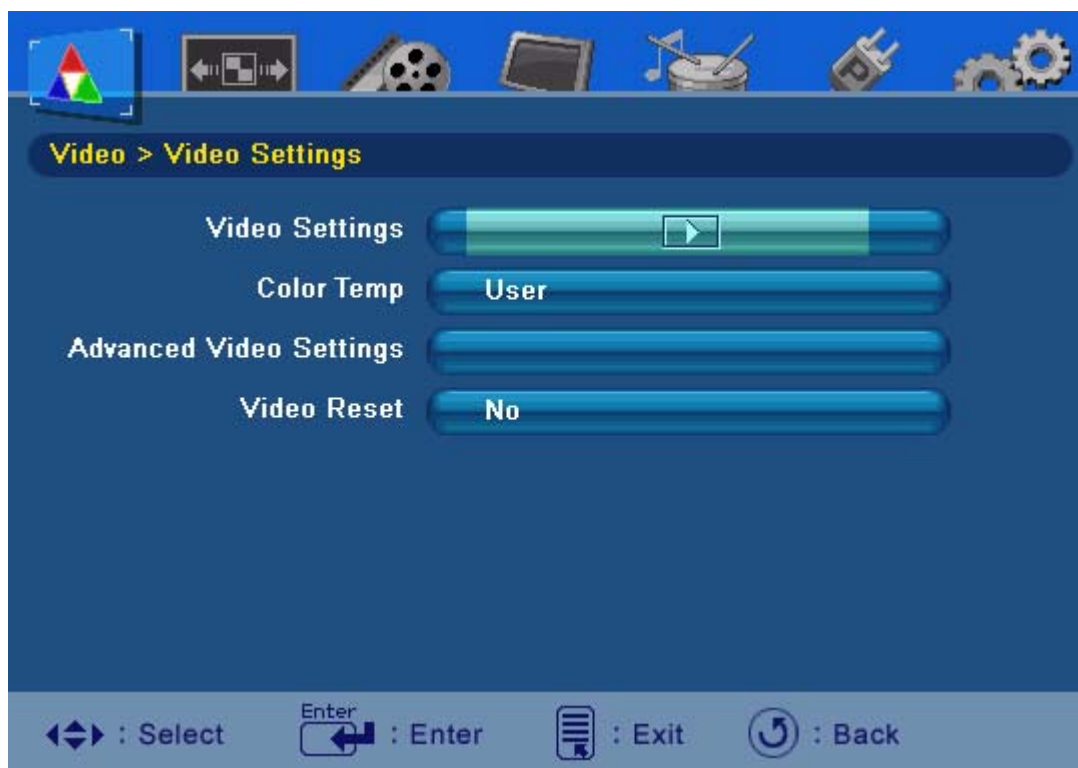 Video > Video Settings
Video Settings
Color Temp User
Advanced Video Settings
Video Reset No
: Select Enter : Enter : Exit : Back